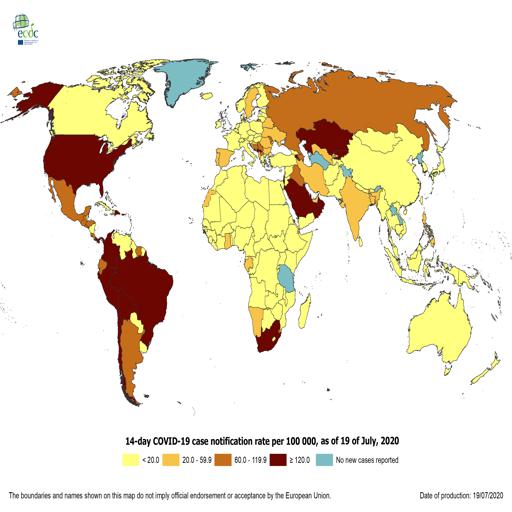 ecdc
14-day COVID-19 case notification rate per 100 000, as of 19 of July, 2020
< 20.0 20.0 - 59.9 60.0 - 119.9 ≥ 120.0 No new cases reported
The boundaries and names shown on this map do not imply official endorsement or acceptance by the European Union. Date of production: 19/07/2020